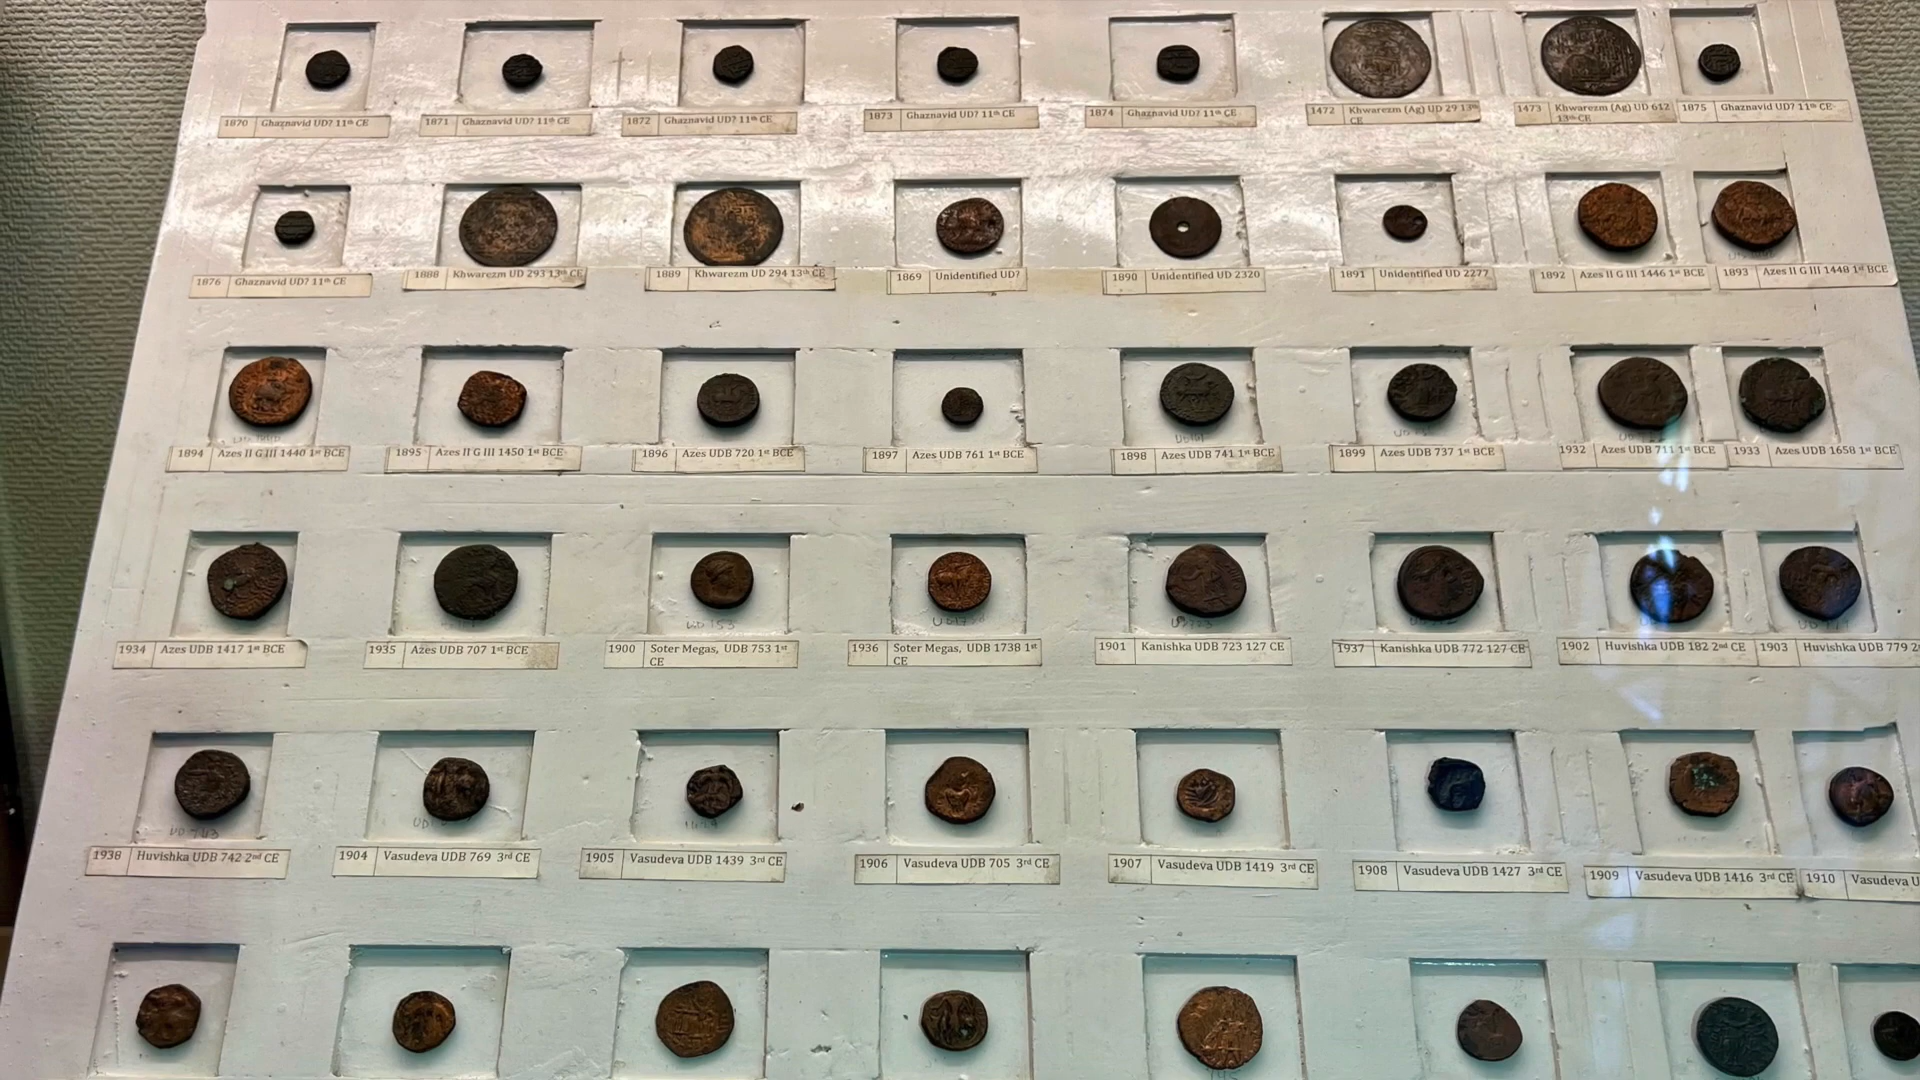 1870 Ghaznavid UD? 11th CE
1871 Ghaznavid UD? 11th CE
1872 Ghaznavid UD? 11th CE
1873 Ghaznavid UD? 11th CE
1874 Ghaznavid UD? 11th CE
1472 Khwarezm (Ag) UD 29 13th
CE
1473 Khwarezm (Ag) UD 612
13th CE
1875 Ghaznavid UD? 11th CE
1876 Ghaznavid UD? 11th CE
1888 Khwarezm UD 293 13th CE
1889 Khwarezm UD 294 13th CE
1869 Unidentified UD?
1890 Unidentified UD 2320
1891 Unidentified UD 2277
1892 Azes II G III 1446 1st BCE
1893 Azes II G III 1448 1st BCE
1894 Azes II G III 1440 1st BCE
1895 Azes II G III 1450 1st BCE
1896 Azes UDB 720 1st BCE
1897 Azes UDB 761 1st BCE
1898 Azes UDB 741 1st BCE
1899 Azes UDB 737 1st BCE
1932 Azes UDB 711 1st BCE
1933 Azes UDB 1658 1st BCE
1934 Azes UDB 1417 1st BCE
1935 Azes UDB 707 1st BCE
1900 Soter Megas, UDB 753 1st
CE
1936 Soter Megas, UDB 1738 1st
CE
1901 Kanishka UDB 723 127 CE
1937 Kanishka UDB 772 127 CE
1902 Huvishka UDB 182 2nd CE
1903 Huvishka UDB 779
1938 Huvishka UDB 742 2nd CE
1904 Vasudeva UDB 769 3rd CE
1905 Vasudeva UDB 1439 3rd CE
1906 Vasudeva UDB 705 3rd CE
1907 Vasudeva UDB 1419 3rd CE
1908 Vasudeva UDB 1427 3rd CE
1909 Vasudeva UDB 1416 3rd CE
1910 Vasudeva